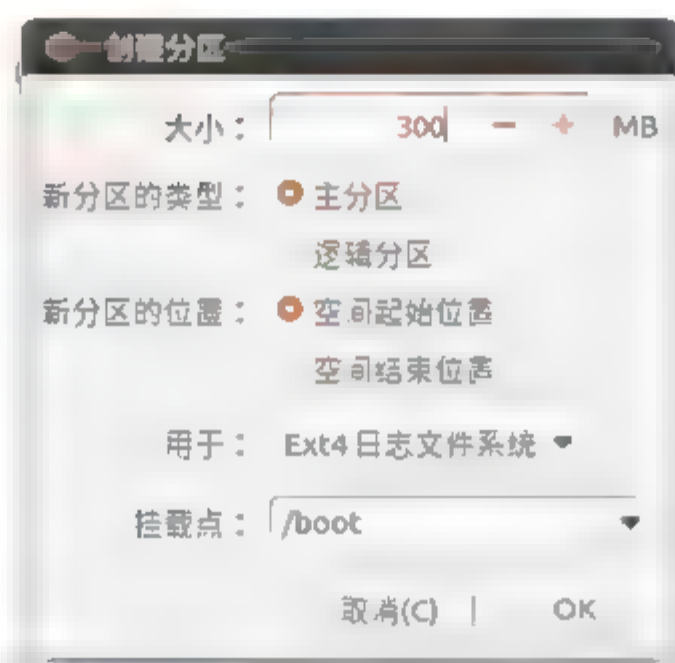 创建分区
大小： 300 － + MB
新分区的类型： 主分区
逻辑分区
新分区的位置： 空间起始位置
空间结束位置
用于： Ext4 日志文件系统
挂载点： /boot
取消(C) OK